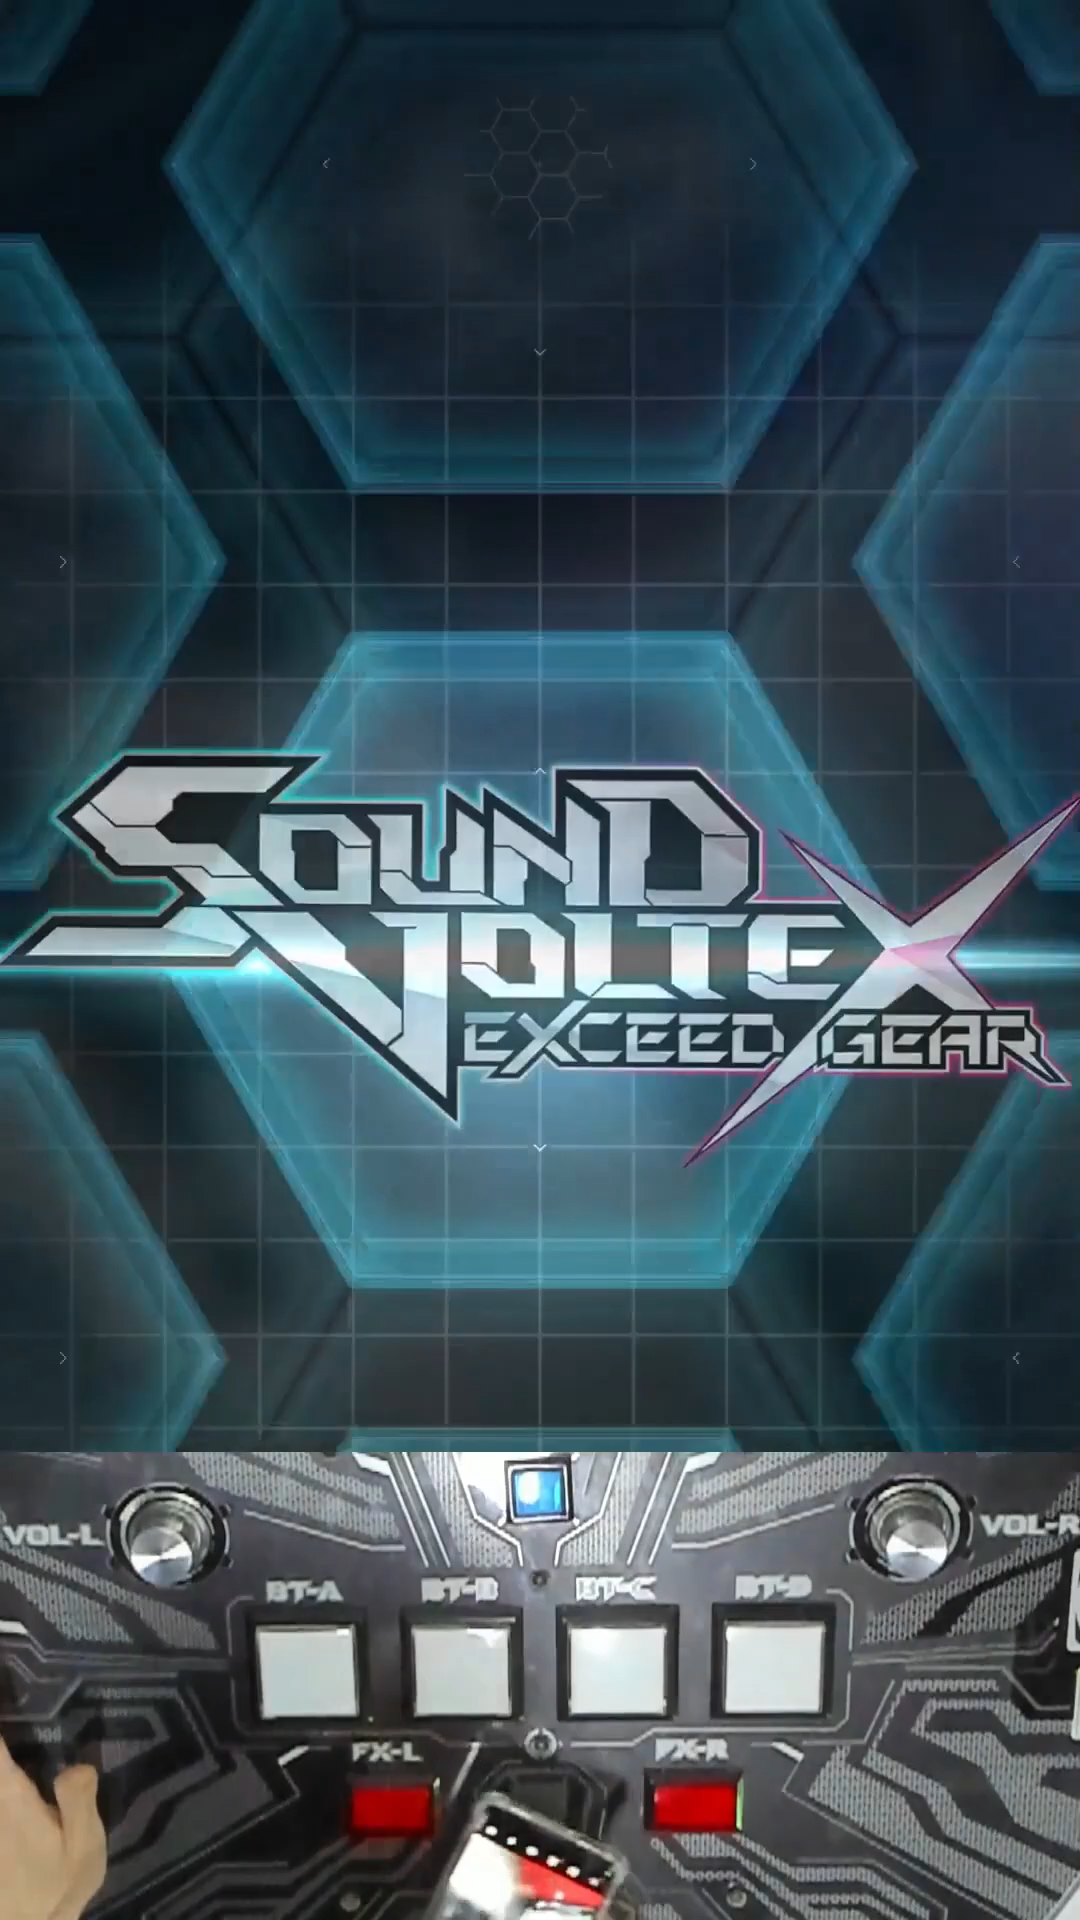 SOUND
VOLTEX
EXCEED GEAR
VOL-L
VOL-R
BT-A
BT-B
BT-C
BT-D
FX-L
FX-R